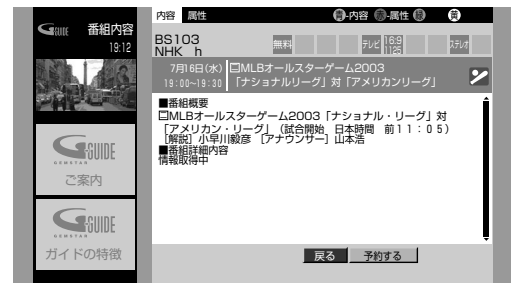 GGUIDE 番組内容
19:12
内容 属性 青-内容 赤-属性 緑 黄
BS103
NHK h
無料 テレビ 16:9 1125 ステレオ
7月16日(水) MLBオールスターゲーム2003
19:00~19:30 「ナショナルリーグ」対「アメリカンリーグ」
■番組概要
MLBオールスターゲーム2003「ナショナル・リーグ」対
[アメリカン・リーグ」(試合開始 日本時間 前11:05)
[解説]小早川毅彦 [アナウンサー]山本浩
■番組詳細内容
情報取得中
G-GUIDE
GEMSTAR
ご案内
G-GUIDE
GEMSTAR
ガイドの特徴
戻る 予約する